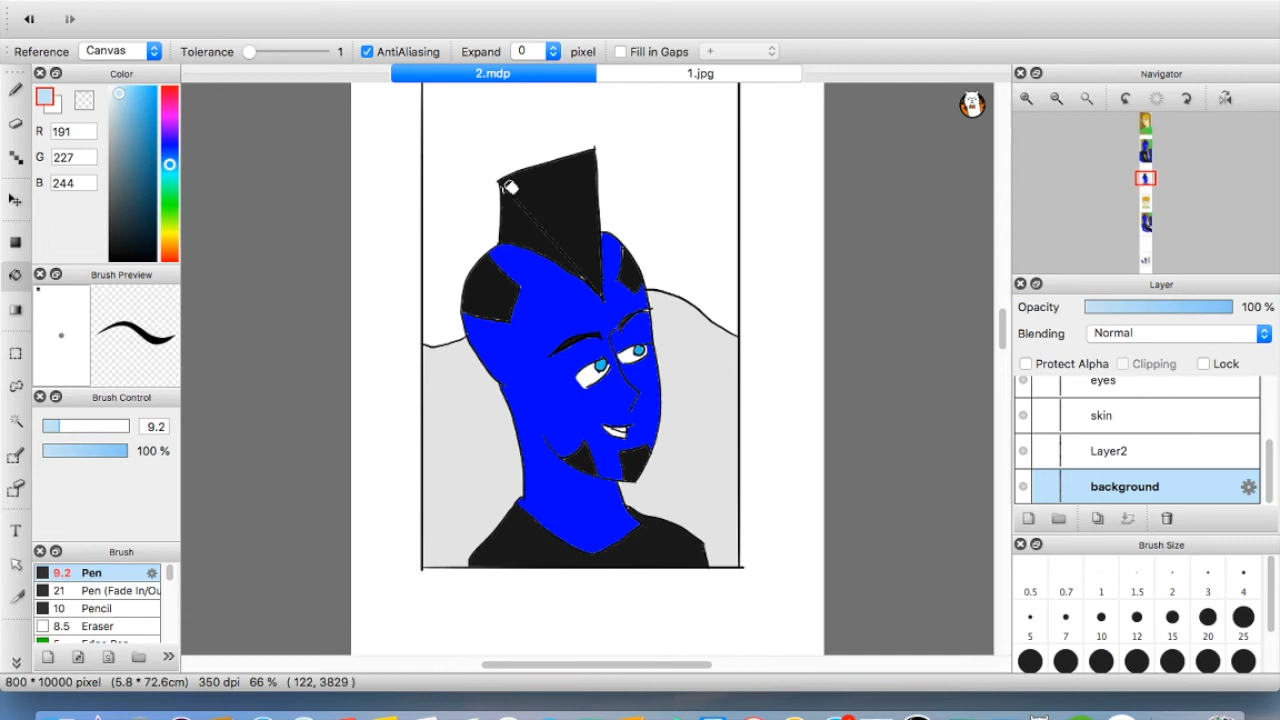 Reference Canvas Tolerance 1 AntiAliasing Expand 0 pixel Fill in Gaps +
Color
2.mdp
1.jpg
Navigator
R 191
G 227
B 244
Brush Preview
Layer
Opacity 100 %
Blending Normal
Protect Alpha Clipping Lock
eyes
Brush Control
skin
9.2
100 %
Layer2
background
Brush
Brush Size
9.2 Pen
21 Pen (Fade In/Ou
10 Pencil
8.5 Eraser
0.5 0.7 1 1.5 2 3 4
5 7 10 12 15 20 25
800 * 10000 pixel (5.8 * 72.6cm) 350 dpi 66 % ( 122, 3829 )